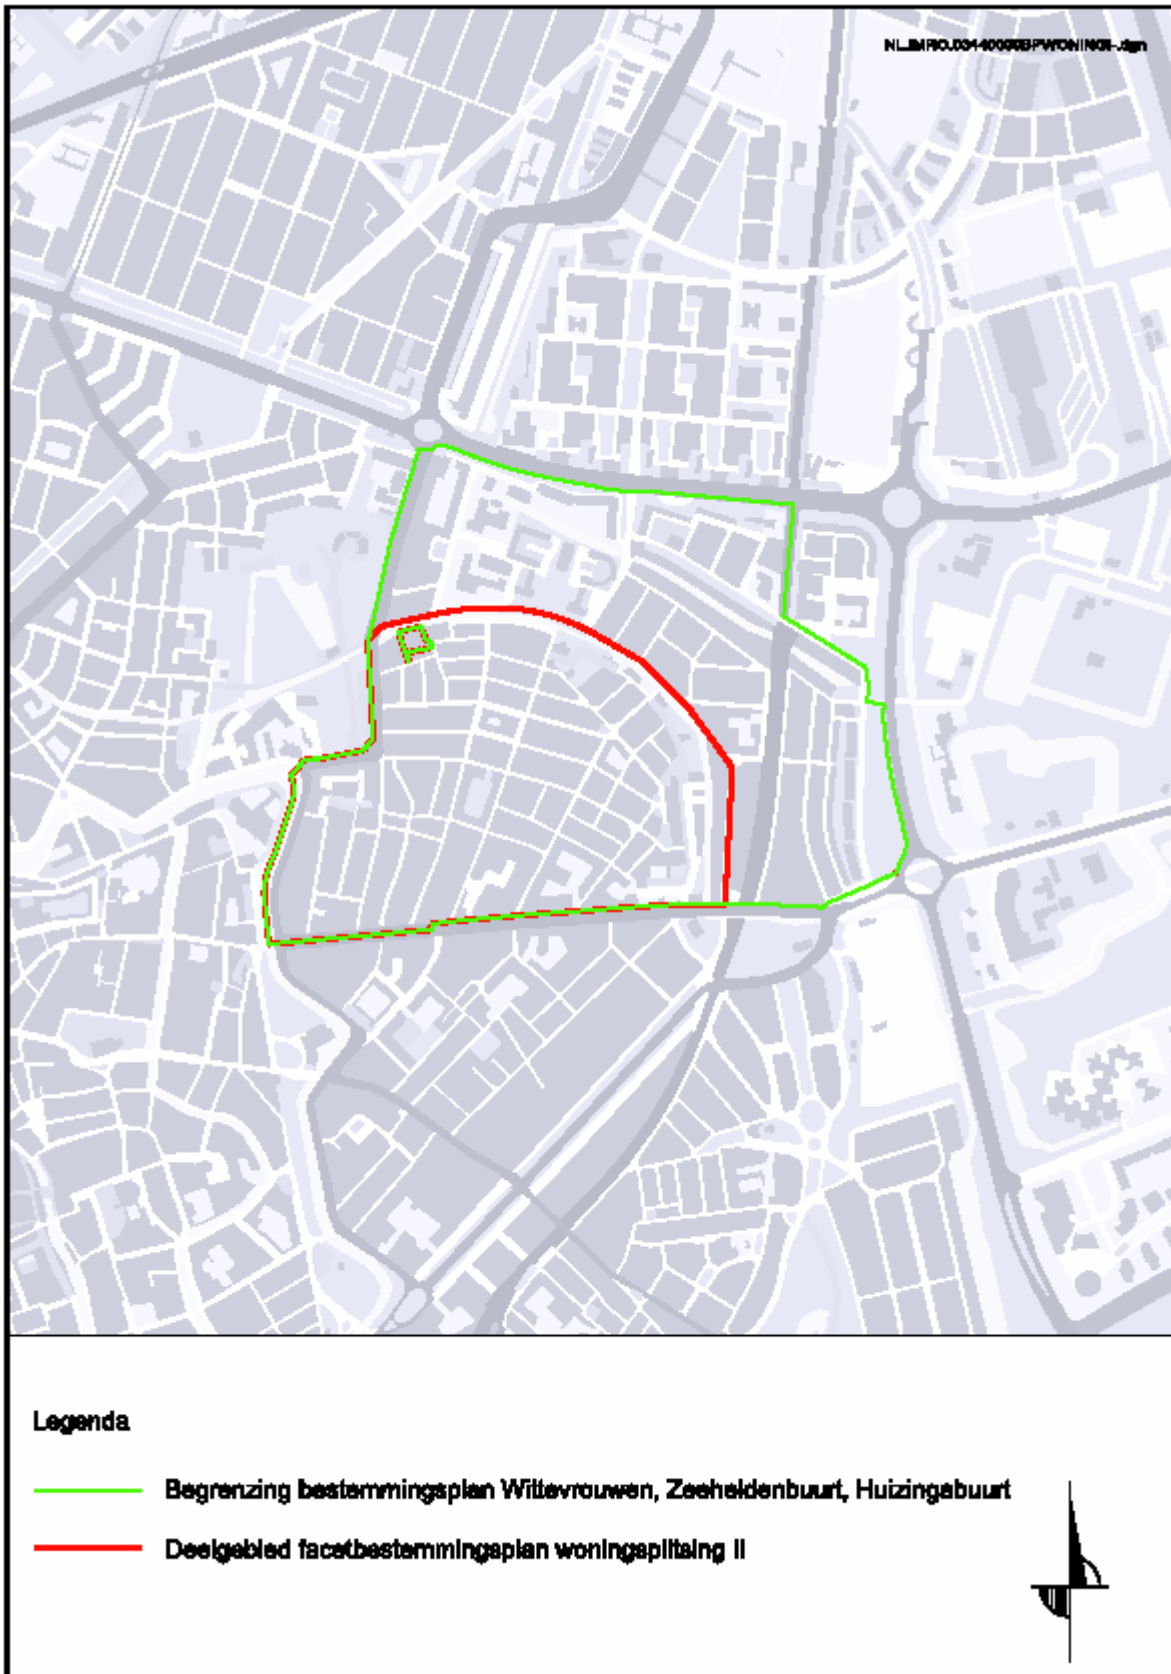 Legenda
Begrenzing bestemmingsplan Wittevrouwen, Zeeheldenbuurt, Huizingabuurt
Deelgebied facetbestemmingsplan woningsplitsing II